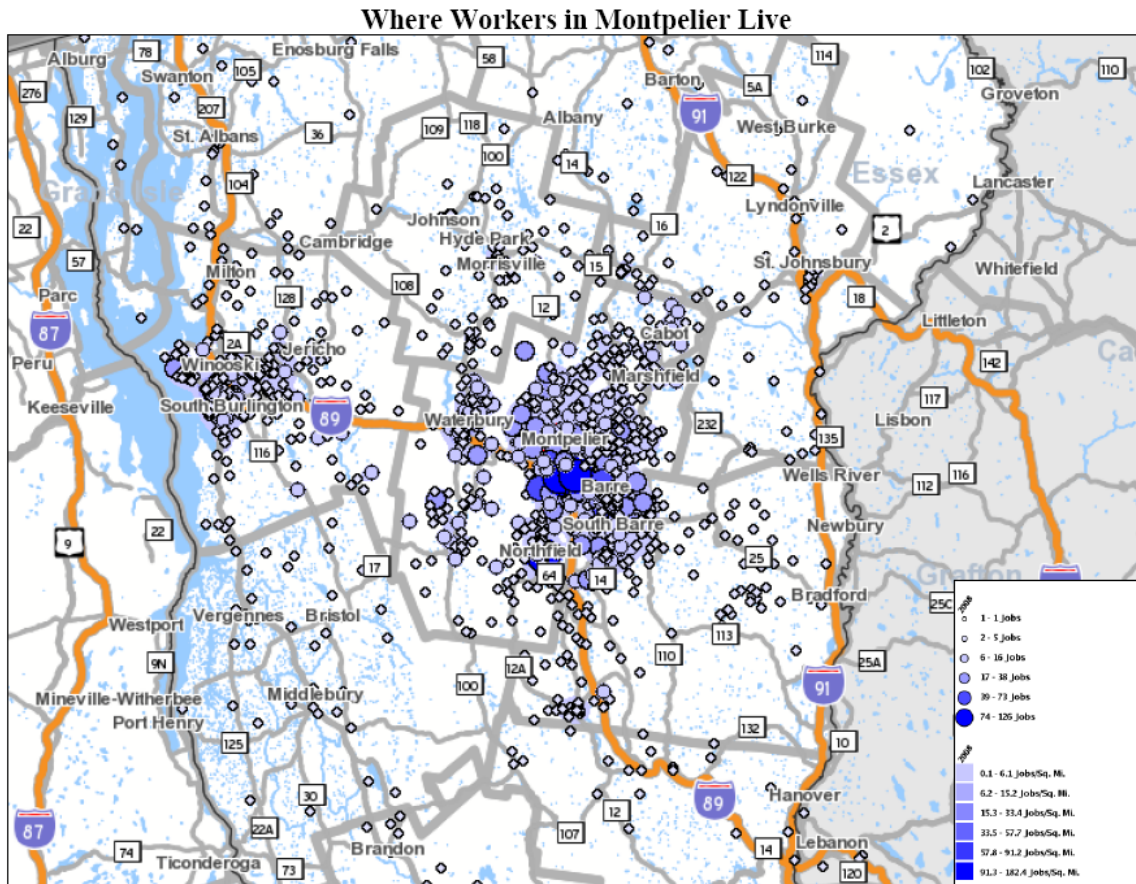 Where Workers in Montpelier Live
Alburg
78
Swanton
105
Enosburg Falls
58
114
102
110
276
207
Barton
5A
Groveton
129
St. Albans
36
109
118
Albany
91
West Burke
104
100
14
122
Essex
Lancaster
Grand Isle
22
Johnson
16
Lyndonville
2
57
Cambridge
Hyde Park
Milton
Morrisville
15
St. Johnsbury
Whitefield
Parc
128
108
12
18
87
Littleton
2A
Jericho
Cabot
142
Peru
Winooski
Marshfield
Keeseville
South Burlington
89
Waterbury
117
Lisbon
116
Montpelier
232
135
Barre
Wells River
116
112
9
22
South Barre
Newbury
17
Northfield
64
14
25
Grafton
Vergennes
Bristol
Bradford
25C
Westport
113
9N
12A
110
25A
Mineville-Witherbee
Middlebury
100
91
Port Henry
125
132
10
30
Hanover
87
22A
12
89
74
Brandon
107
14
Lebanon
Ticonderoga
73
120
2008
1 - 1 Jobs
2 - 5 Jobs
6 - 16 Jobs
17 - 38 Jobs
39 - 73 Jobs
74 - 126 Jobs
2008
0.1 - 6.1 Jobs/Sq. Mi.
6.2 - 15.2 Jobs/Sq. Mi.
15.3 - 33.4 Jobs/Sq. Mi.
33.5 - 57.7 Jobs/Sq. Mi.
57.8 - 91.2 Jobs/Sq. Mi.
91.3 - 182.4 Jobs/Sq. Mi.